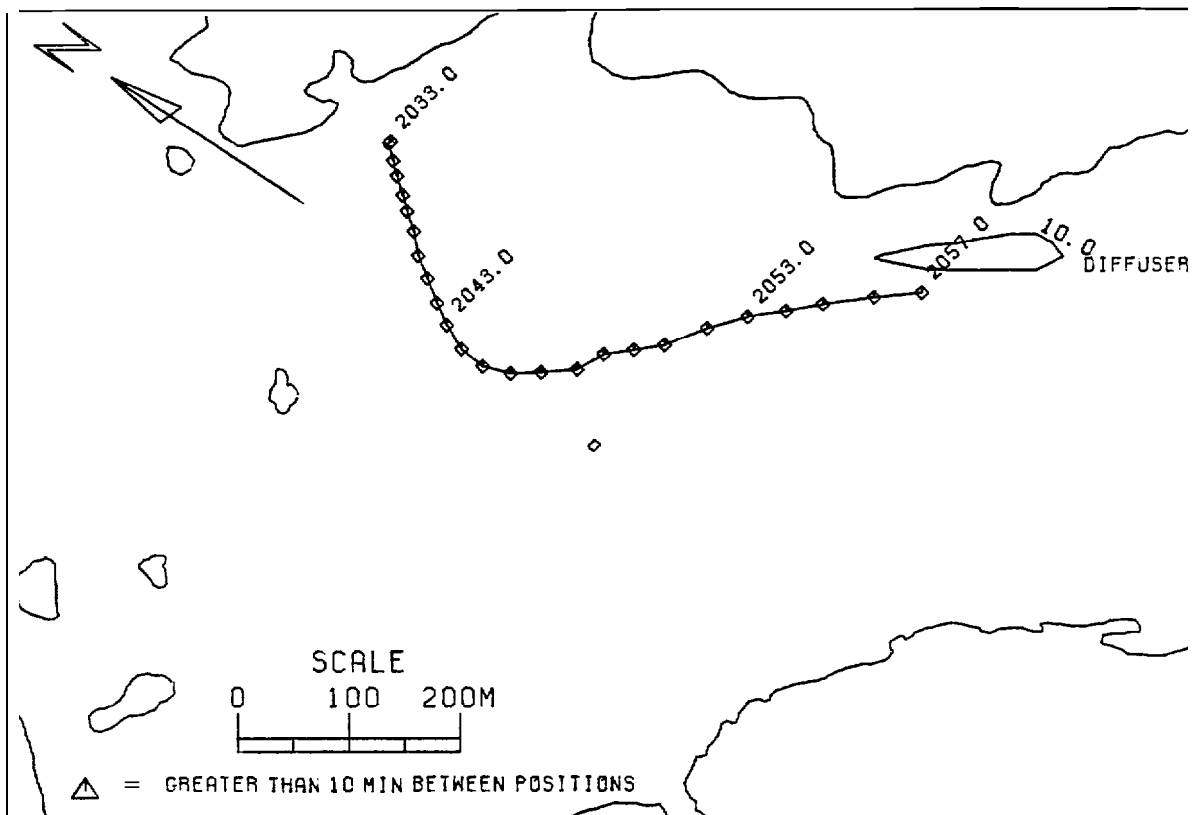 N
2033.0
2043.0
2053.0
2057.0
10.0
DIFFUSER
SCALE
0 100 200M
= GREATER THAN 10 MIN BETWEEN POSITIONS